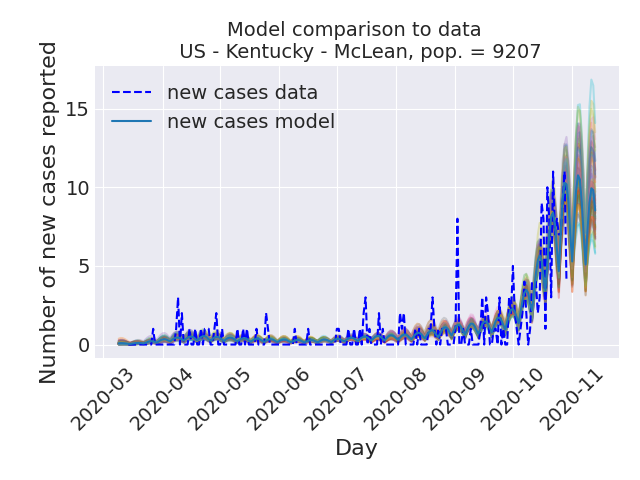 Model comparison to data
US - Kentucky - McLean, pop. = 9207
Number of new cases reported
15
10
5
0
new cases data
new cases model
2020-03
2020-04
2020-05
2020-06
2020-07
2020-08
2020-09
2020-10
2020-11
Day